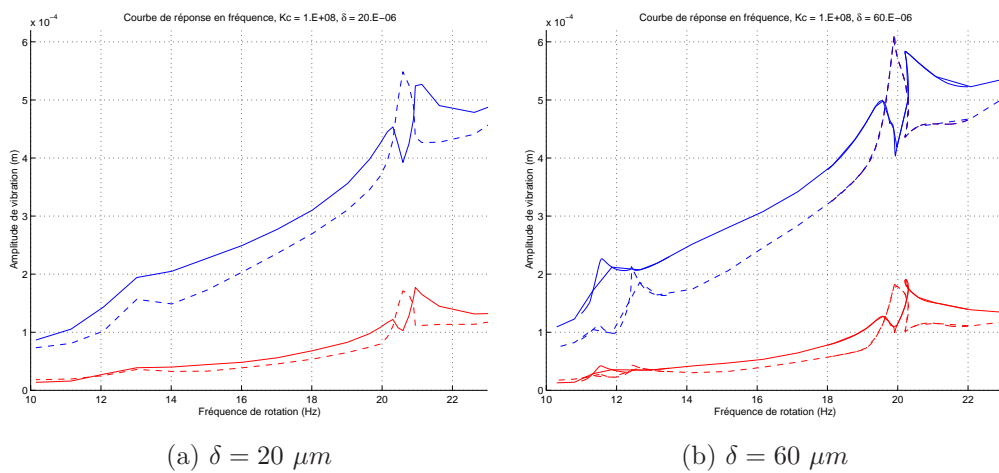 x 10⁻⁴
Courbe de réponse en fréquence, Kc = 1.E+08, δ = 20.E-06
6
5
4
3
2
1
0
Amplitude de vibration (m)
10 12 14 16 18 20 22
Fréquence de rotation (Hz)
(a) δ = 20 μm
x 10⁻⁴
Courbe de réponse en fréquence, Kc = 1.E+08, δ = 60.E-06
6
5
4
3
2
1
0
Amplitude de vibration (m)
10 12 14 16 18 20 22
Fréquence de rotation (Hz)
(b) δ = 60 μm